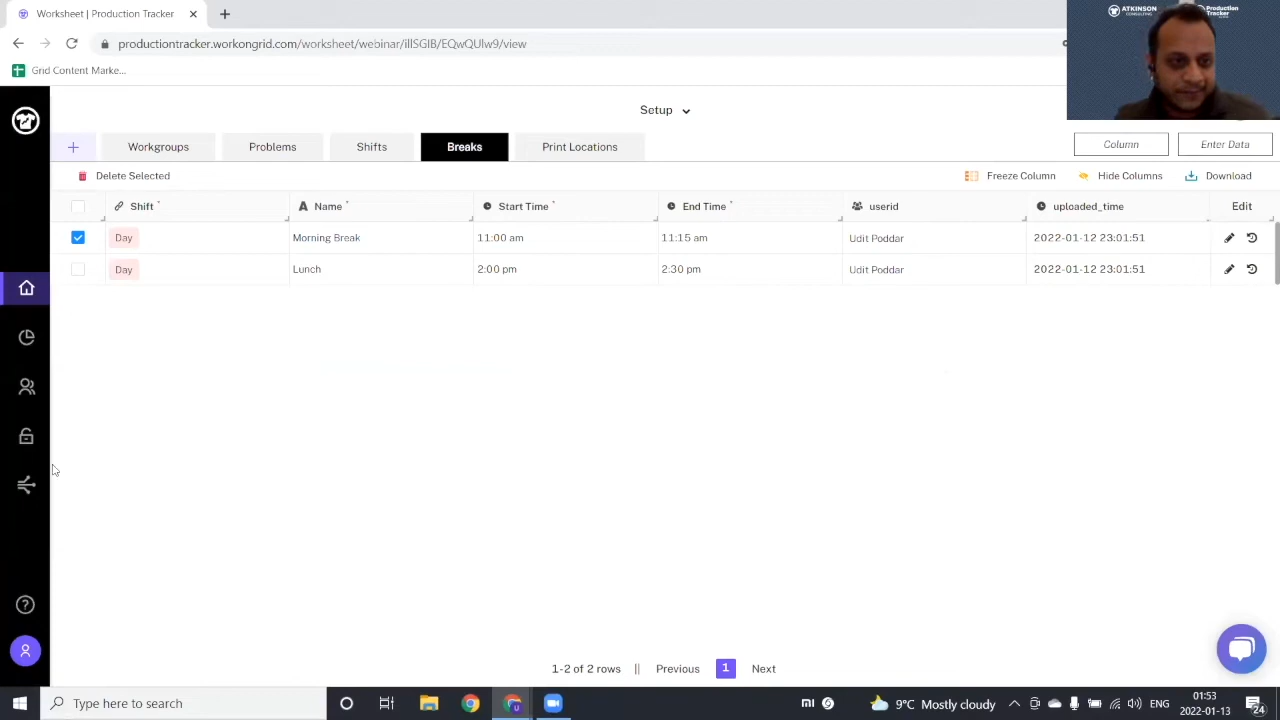 Worksheet - Production Tracker
productiontracker.workongrid.com/worksheet/webinar/illSGIB/EQwQUlw9/view
Grid Content Marke...
ATKINSON CONSULTING
Production Tracker
Setup
+ Workgroups Problems Shifts Breaks Print Locations Column Enter Data
Delete Selected Freeze Column Hide Columns Download
Shift * Name * Start Time * End Time * userid uploaded_time Edit
Day Morning Break 11:00 am 11:15 am Udit Poddar 2022-01-12 23:01:51
Day Lunch 2:00 pm 2:30 pm Udit Poddar 2022-01-12 23:01:51
1-2 of 2 rows || Previous 1 Next
Type here to search
9°C Mostly cloudy
ENG
01:53
2022-01-13
24